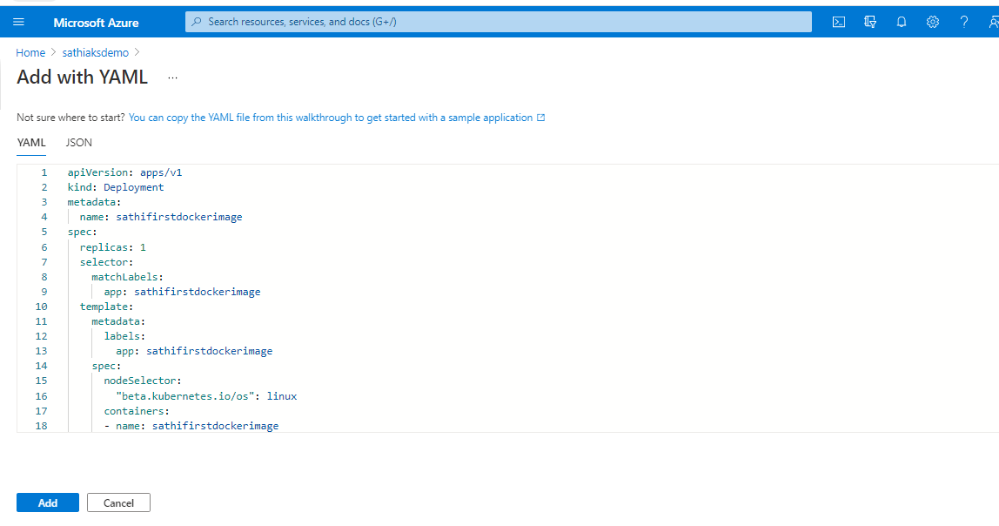 Microsoft Azure
Search resources, services, and docs (G+/)
Home > sathiaksdemo >
Add with YAML ...
Not sure where to start? You can copy the YAML file from this walkthrough to get started with a sample application
YAML JSON
1 apiVersion: apps/v1
2 kind: Deployment
3 metadata:
4 name: sathifirstdockerimage
5 spec:
6 replicas: 1
7 selector:
8 matchLabels:
9 app: sathifirstdockerimage
10 template:
11 metadata:
12 labels:
13 app: sathifirstdockerimage
14 spec:
15 nodeSelector:
16 "beta.kubernetes.io/os": linux
17 containers:
18 - name: sathifirstdockerimage
Add Cancel